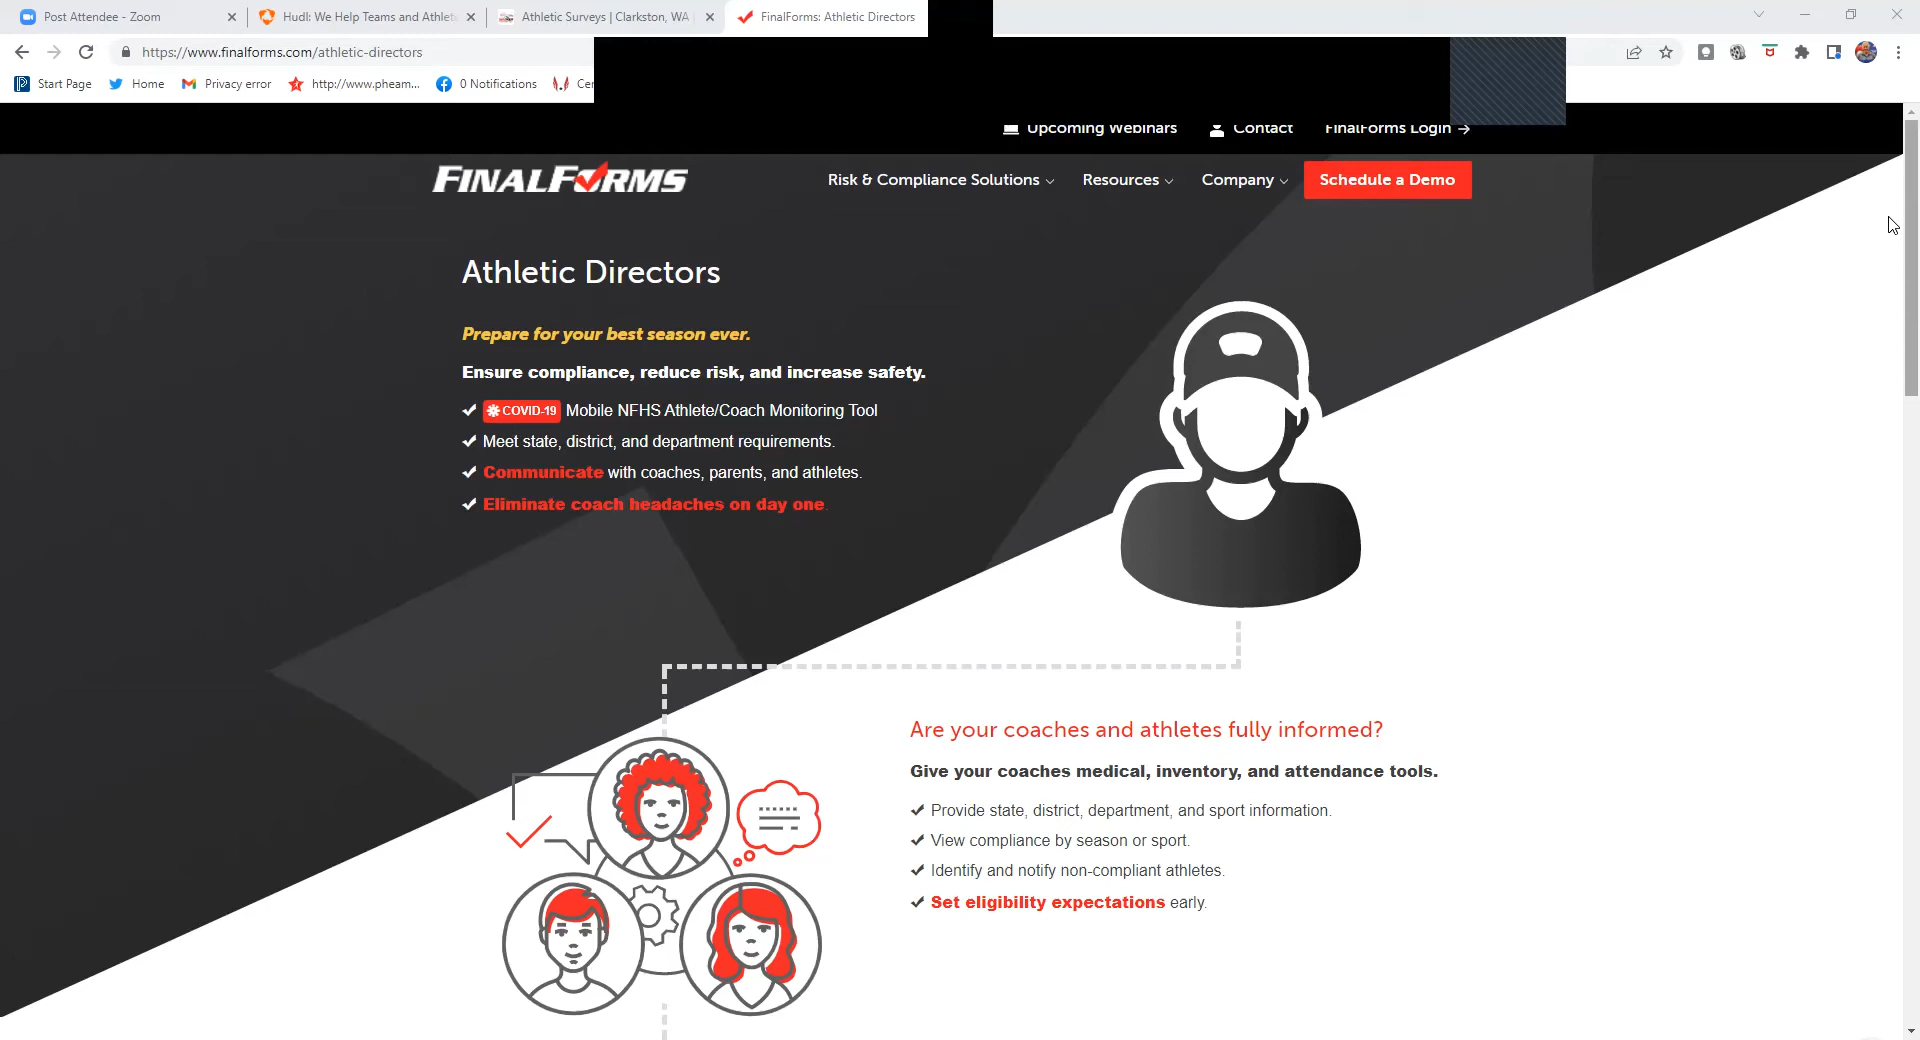 Post Attendee - Zoom
Hudl: We Help Teams and Athlet
Athletic Surveys | Clarkston, WA |
FinalForms: Athletic Directors
https://www.finalforms.com/athletic-directors
Start Page
Home
Privacy error
http://www.pheam...
0 Notifications
Cer
Upcoming Webinars
Contact
FinalForms Login →
FINALFORMS
Risk & Compliance Solutions
Resources
Company
Schedule a Demo
Athletic Directors
Prepare for your best season ever.
Ensure compliance, reduce risk, and increase safety.
COVID-19 Mobile NFHS Athlete/Coach Monitoring Tool
Meet state, district, and department requirements.
Communicate with coaches, parents, and athletes.
Eliminate coach headaches on day one.
Are your coaches and athletes fully informed?
Give your coaches medical, inventory, and attendance tools.
Provide state, district, department, and sport information.
View compliance by season or sport.
Identify and notify non-compliant athletes.
Set eligibility expectations early.